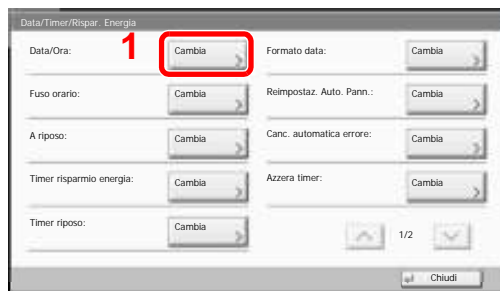 Data/Timer/Rispar. Energia
Data/Ora: 1 Cambia Formato data: Cambia
Fuso orario: Cambia Reimpostaz. Auto. Pann.: Cambia
A riposo: Cambia Canc. automatica errore: Cambia
Timer risparmio energia: Cambia Azzera timer: Cambia
Timer riposo: Cambia 1/2
Chiudi